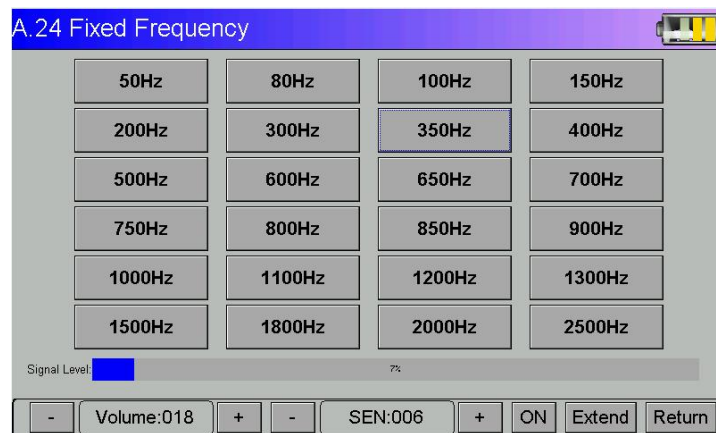 A.24 Fixed Frequency
50Hz 80Hz 100Hz 150Hz
200Hz 300Hz 350Hz 400Hz
500Hz 600Hz 650Hz 700Hz
750Hz 800Hz 850Hz 900Hz
1000Hz 1100Hz 1200Hz 1300Hz
1500Hz 1800Hz 2000Hz 2500Hz
Signal Level: 7%
- Volume:018 + - SEN:006 + ON Extend Return